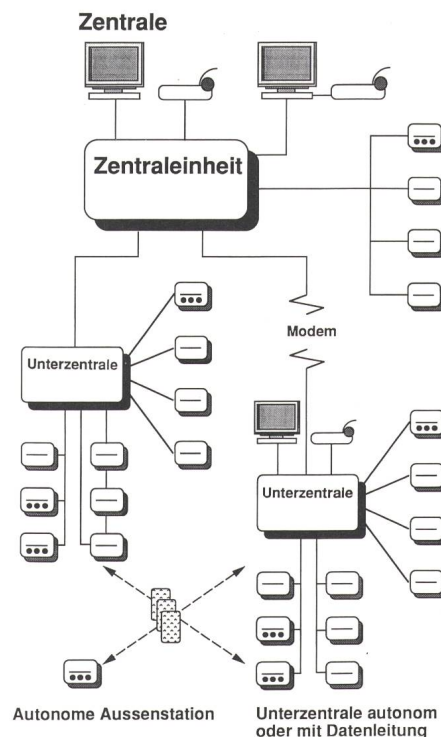 Zentrale
Zentraleinheit
Modem
Unterzentrale
Unterzentrale
Autonome Aussenstation
Unterzentrale autonom
oder mit Datenleitung